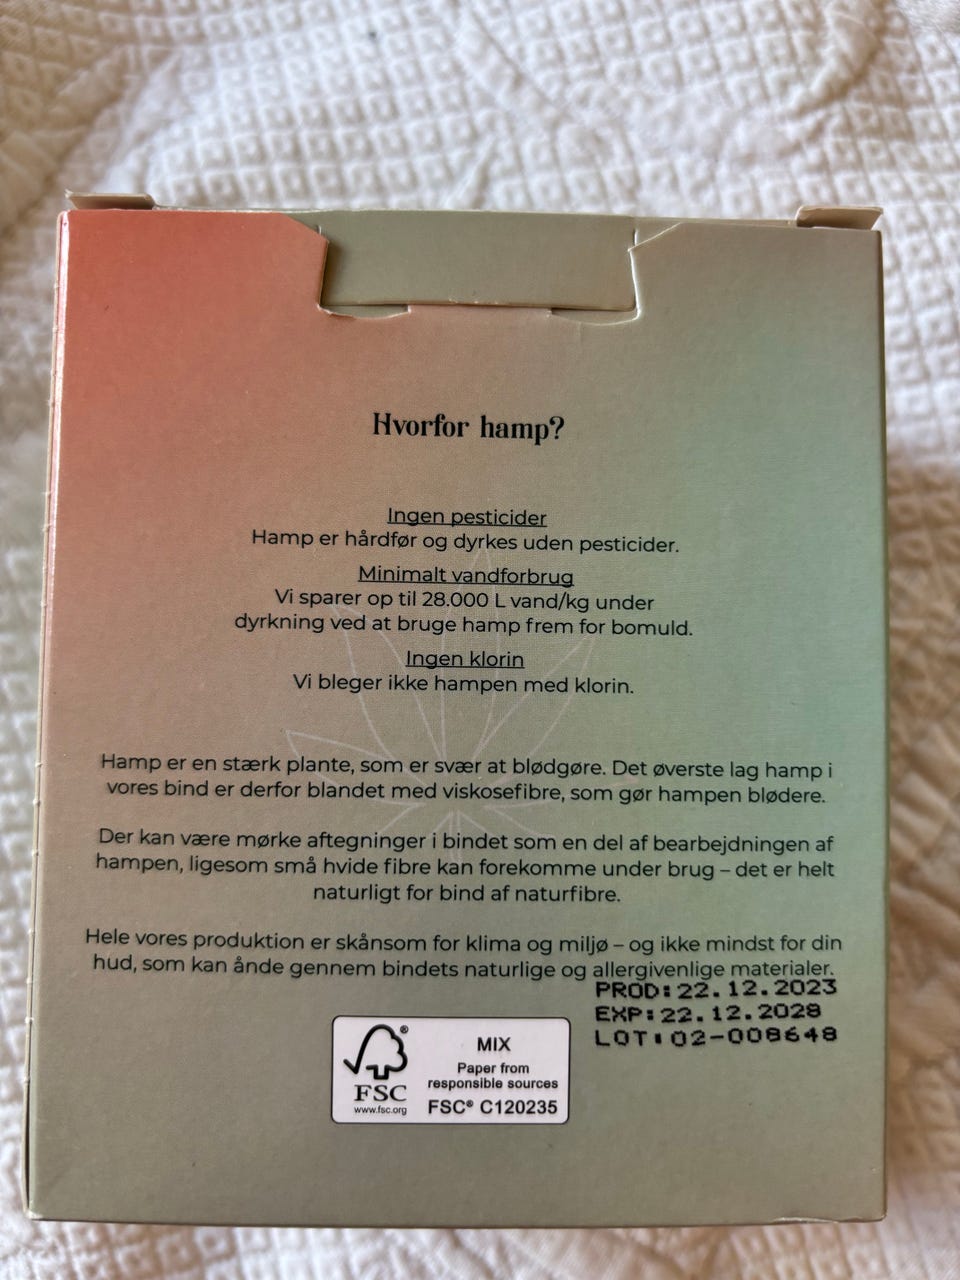 Hvorfor hamp?
Ingen pesticider
Hamp er hårdfør og dyrkes uden pesticider.
Minimalt vandforbrug
Vi sparer op til 28.000 L vand/kg under
dyrkning ved at bruge hamp frem for bomuld.
Ingen klorin
Vi bleger ikke hampen med klorin.
Hamp er en stærk plante, som er svær at blødgøre. Det øverste lag hamp i
vores bind er derfor blandet med viskosefibre, som gør hampen blødere.
Der kan være mørke aftegninger i bindet som en del af bearbejdningen af
hampen, ligesom små hvide fibre kan forekomme under brug – det er helt
naturligt for bind af naturfibre.
Hele vores produktion er skånsom for klima og miljø – og ikke mindst for din
hud, som kan ånde gennem bindets naturlige og allergivenlige materialer.
PROD:22.12.2023
EXP:22.12.2028
LOT:02-008648
FSC®
www.fsc.org
MIX
Paper from
responsible sources
FSC® C120235